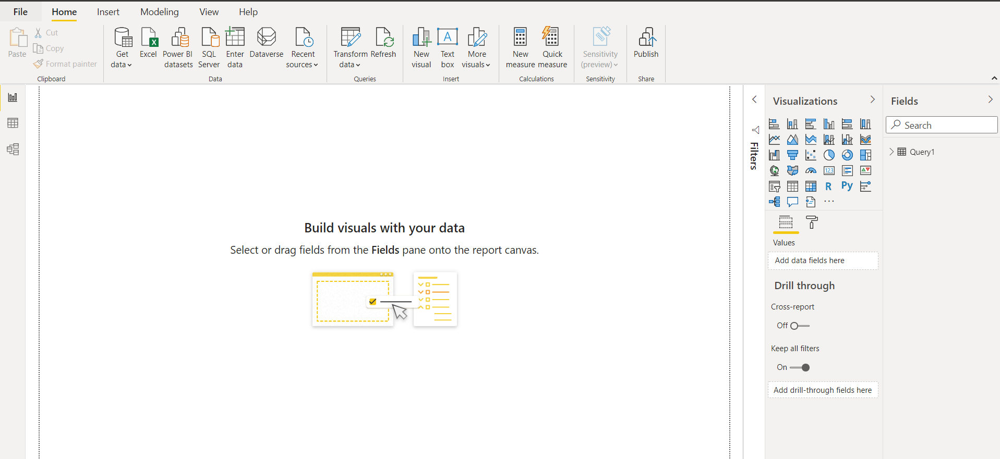 File Home Insert Modeling View Help
Paste
Cut
Copy
Format painter
Clipboard
Get
data
Excel
Power BI
datasets
SQL
Server
Enter
data
Dataverse
Recent
sources
Data
Transform
data
Refresh
Queries
New
visual
Text
box
More
visuals
Insert
New
measure
Quick
measure
Calculations
Sensitivity
(preview)
Sensitivity
Publish
Share
Build visuals with your data
Select or drag fields from the Fields pane onto the report canvas.
Filters
Visualizations
123
R
Py
Values
Add data fields here
Drill through
Cross-report
Off
Keep all filters
On
Add drill-through fields here
Fields
Search
Query1